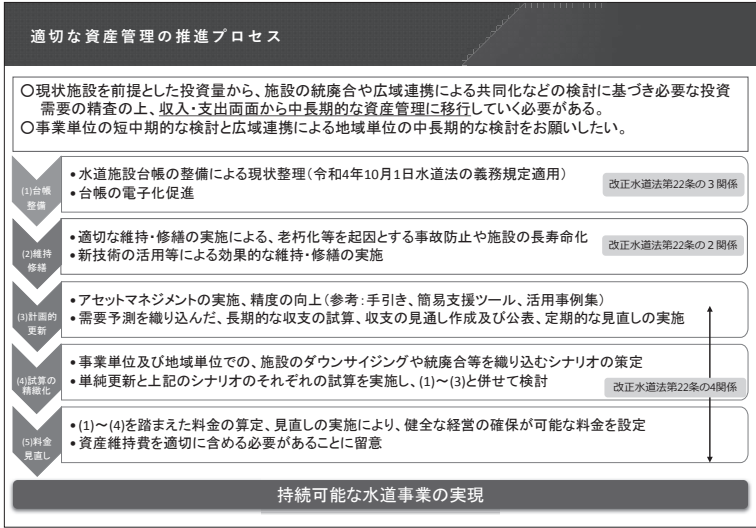 適切な資産管理の推進プロセス
〇現状施設を前提とした投資量から、施設の統廃合や広域連携による共同化などの検討に基づき必要な投資
需要の精査の上、収入・支出両面から中長期的な資産管理に移行していく必要がある。
〇事業単位の短中期的な検討と広域連携による地域単位の中長期的な検討をお願いしたい。
(1)台帳
整備
•水道施設台帳の整備による現状整理（令和4年10月1日水道法の義務規定適用）
•台帳の電子化促進
改正水道法第22条の３関係
(2)維持
修繕
•適切な維持・修繕の実施による、老朽化等を起因とする事故防止や施設の長寿命化
•新技術の活用等による効果的な維持・修繕の実施
改正水道法第22条の２関係
(3)計画的
更新
•アセットマネジメントの実施、精度の向上（参考：手引き、簡易支援ツール、活用事例集）
•需要予測を織り込んだ、長期的な収支の試算、収支の見通し作成及び公表、定期的な見直しの実施
(4)試算の
精緻化
•事業単位及び地域単位での、施設のダウンサイジングや統廃合等を織り込むシナリオの策定
•単純更新と上記のシナリオのそれぞれの試算を実施し、(1)～(3)と併せて検討
改正水道法第22条の4関係
(5)料金
見直し
•(1)～(4)を踏まえた料金の算定、見直しの実施により、健全な経営の確保が可能な料金を設定
•資産維持費を適切に含める必要があることに留意
持続可能な水道事業の実現